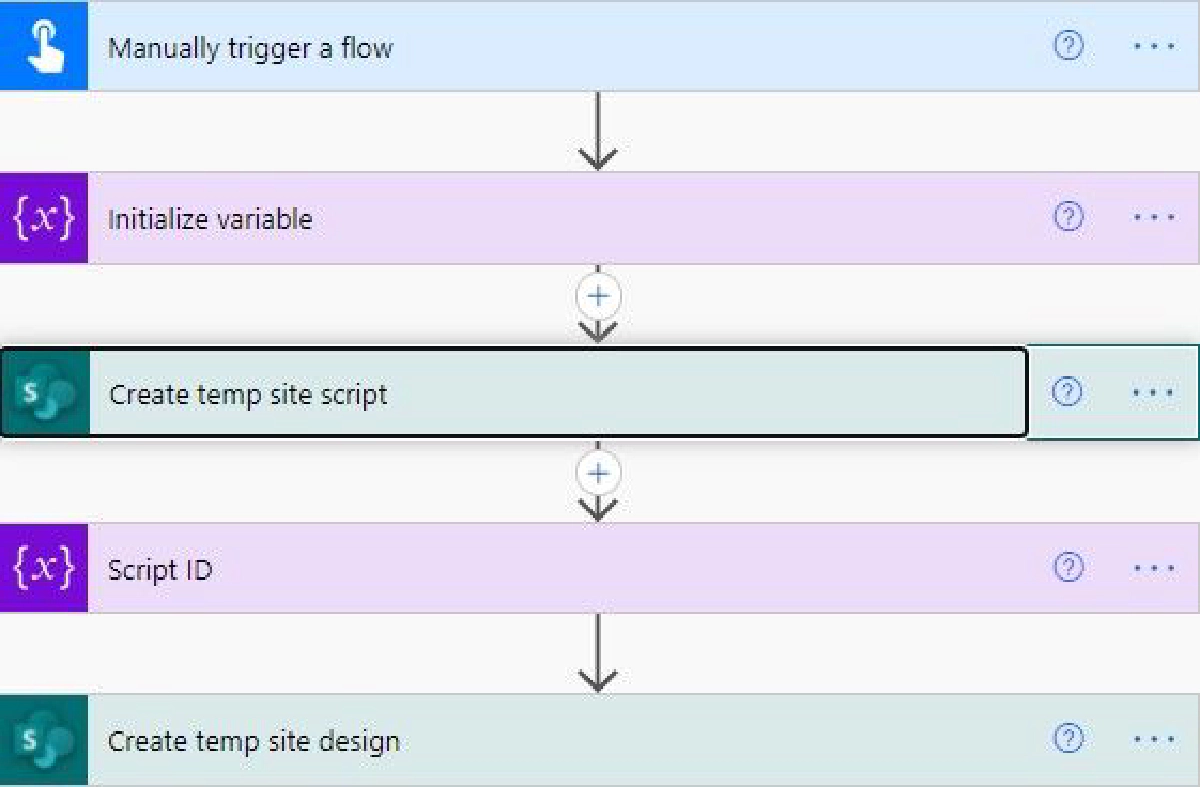 Manually trigger a flow
{x} Initialize variable
S Create temp site script
{x} Script ID
S Create temp site design